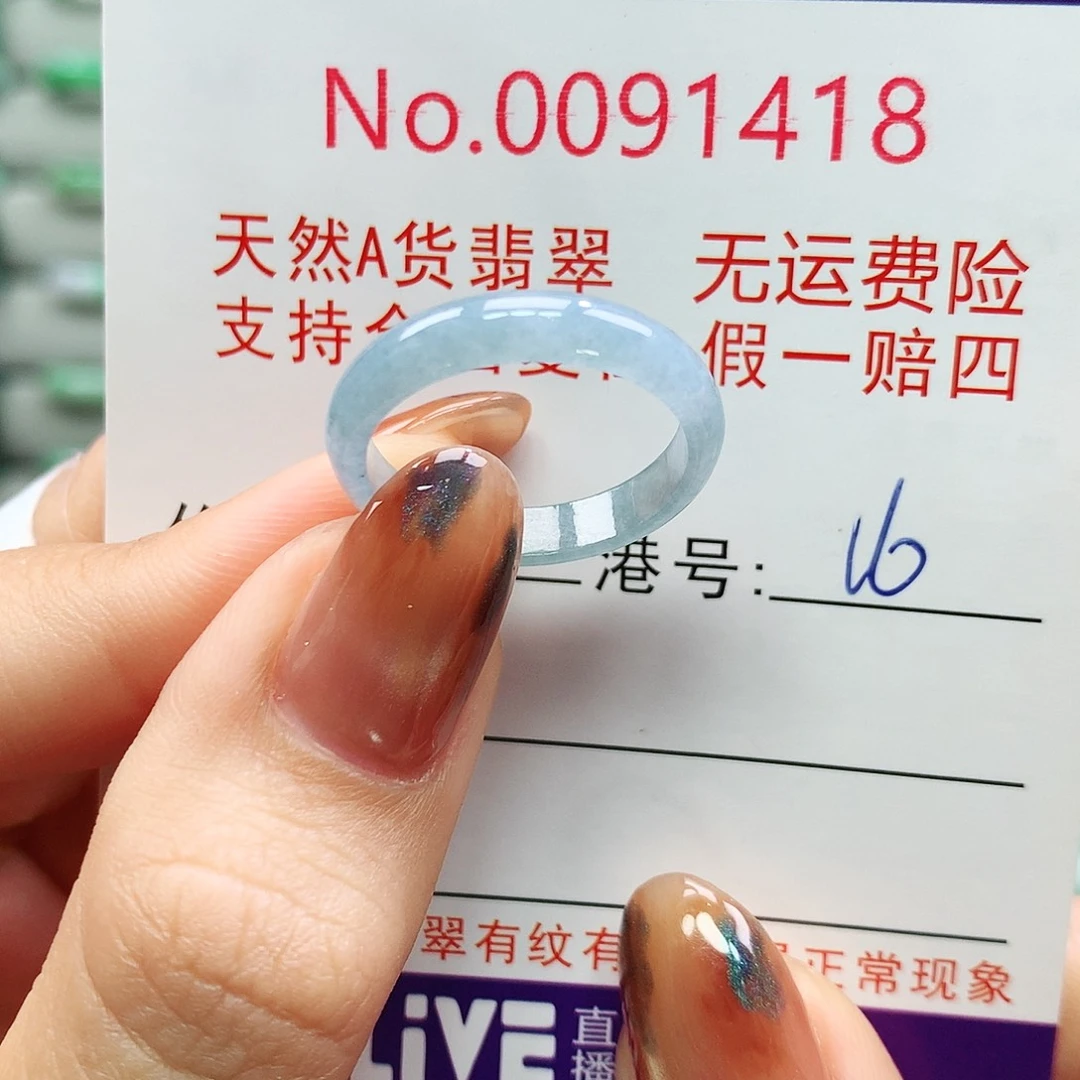 No.0091418
天然A货翡翠 无运费险
支持 假一赔四
港号: 16
翠有纹有 正常现象
LiVE 直播